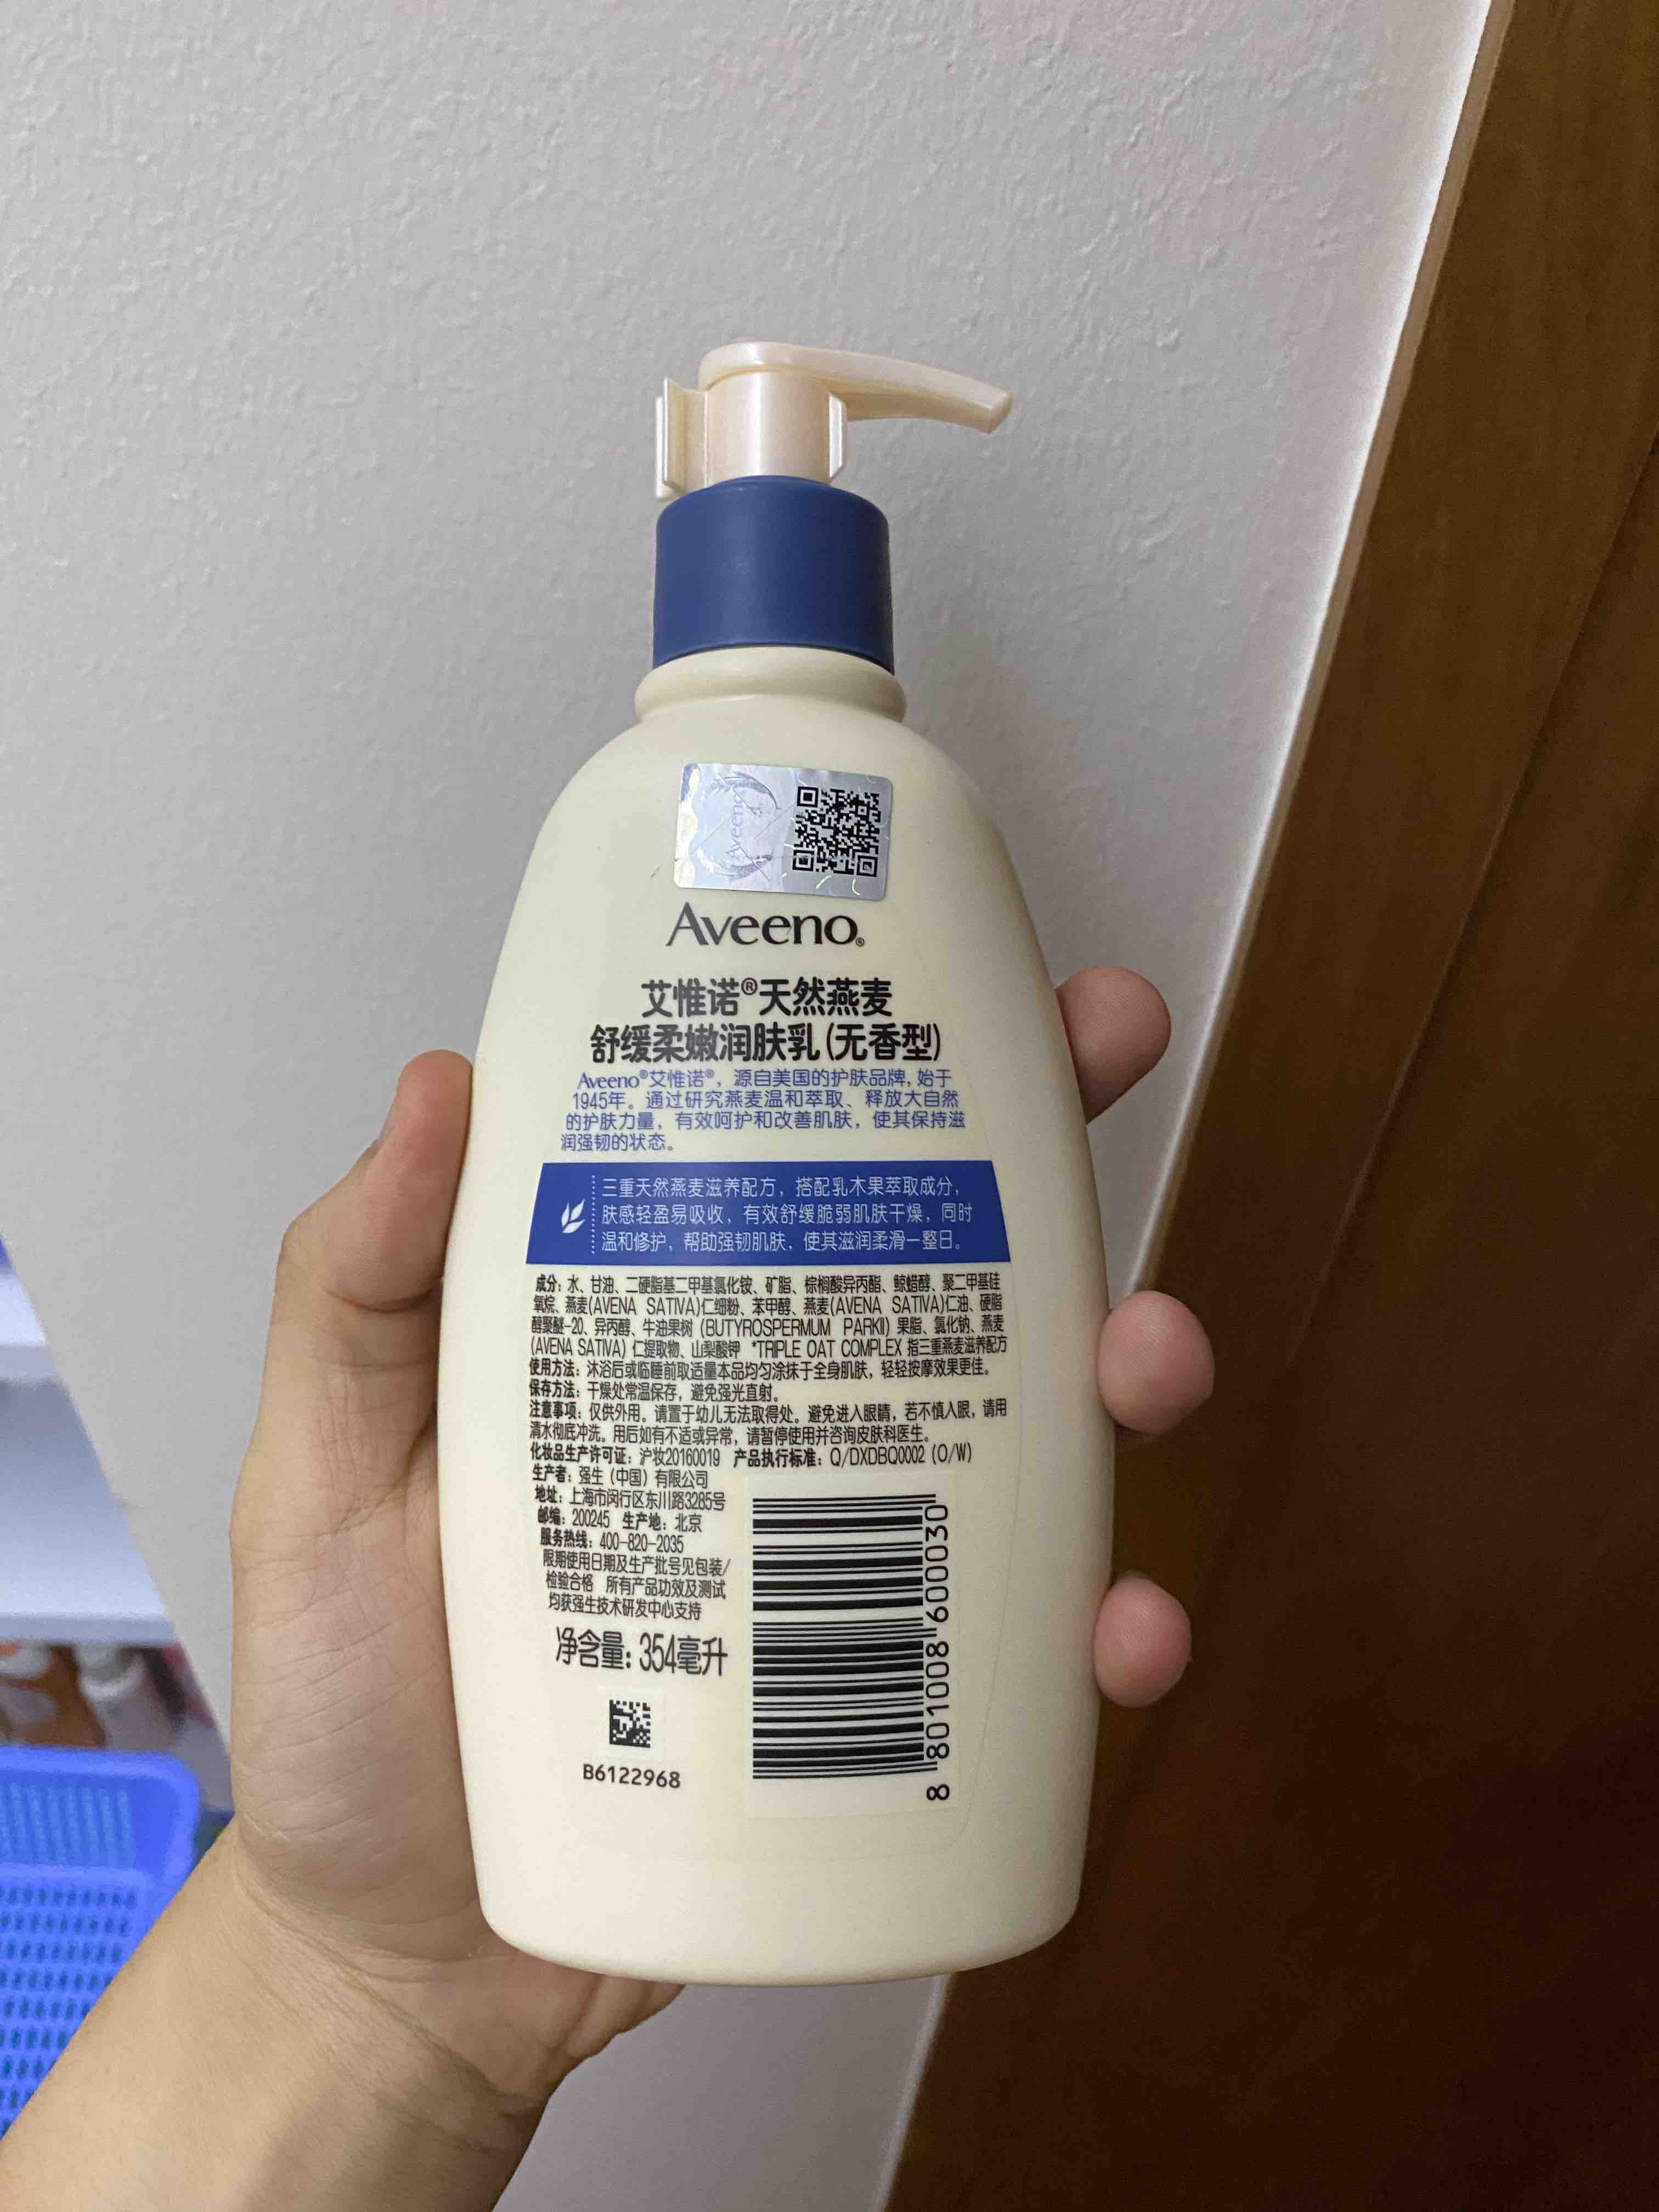 Aveeno
Aveeno®
艾惟诺®天然燕麦
舒缓柔嫩润肤乳(无香型)
Aveeno®艾惟诺®，源自美国的护肤品牌，始于
1945年。通过研究燕麦温和萃取、释放大自然
的护肤力量，有效呵护和改善肌肤，使其保持滋
润强韧的状态。
三重天然燕麦滋养配方，搭配乳木果萃取成分，
肤感轻盈易吸收，有效舒缓脆弱肌肤干燥，同时
温和修护，帮助强韧肌肤，使其滋润柔滑一整日。
成分：水、甘油、二硬脂基二甲基氯化铵、矿脂、棕榈酸异丙酯、鲸蜡醇、聚二甲基硅
氧烷、燕麦(AVENA SATIVA)仁细粉、苯甲醇、燕麦(AVENA SATIVA)仁油、硬脂
醇聚醚-20、异丙醇、牛油果树 (BUTYROSPERMUM PARKII) 果脂、氯化钠、燕麦
(AVENA SATIVA) 仁提取物、山梨酸钾 *TRIPLE OAT COMPLEX 指三重燕麦滋养配方
使用方法：沐浴后或临睡前取适量本品均匀涂抹于全身肌肤，轻轻按摩效果更佳。
保存方法：干燥处常温保存，避免强光直射。
注意事项：仅供外用。请置于幼儿无法取得处。避免进入眼睛，若不慎入眼，请用
清水彻底冲洗。用后如有不适或异常，请暂停使用并咨询皮肤科医生。
化妆品生产许可证：沪妆20160019 产品执行标准：Q/DXDBQ0002 (O/W)
生产者：强生（中国）有限公司
地址：上海市闵行区东川路3285号
邮编：200245 生产地：北京
服务热线：400-820-2035
限期使用日期及生产批号见包装/
检验合格 所有产品功效及测试
均获强生技术研发中心支持
净含量：354毫升
B6122968
8 801008 600030